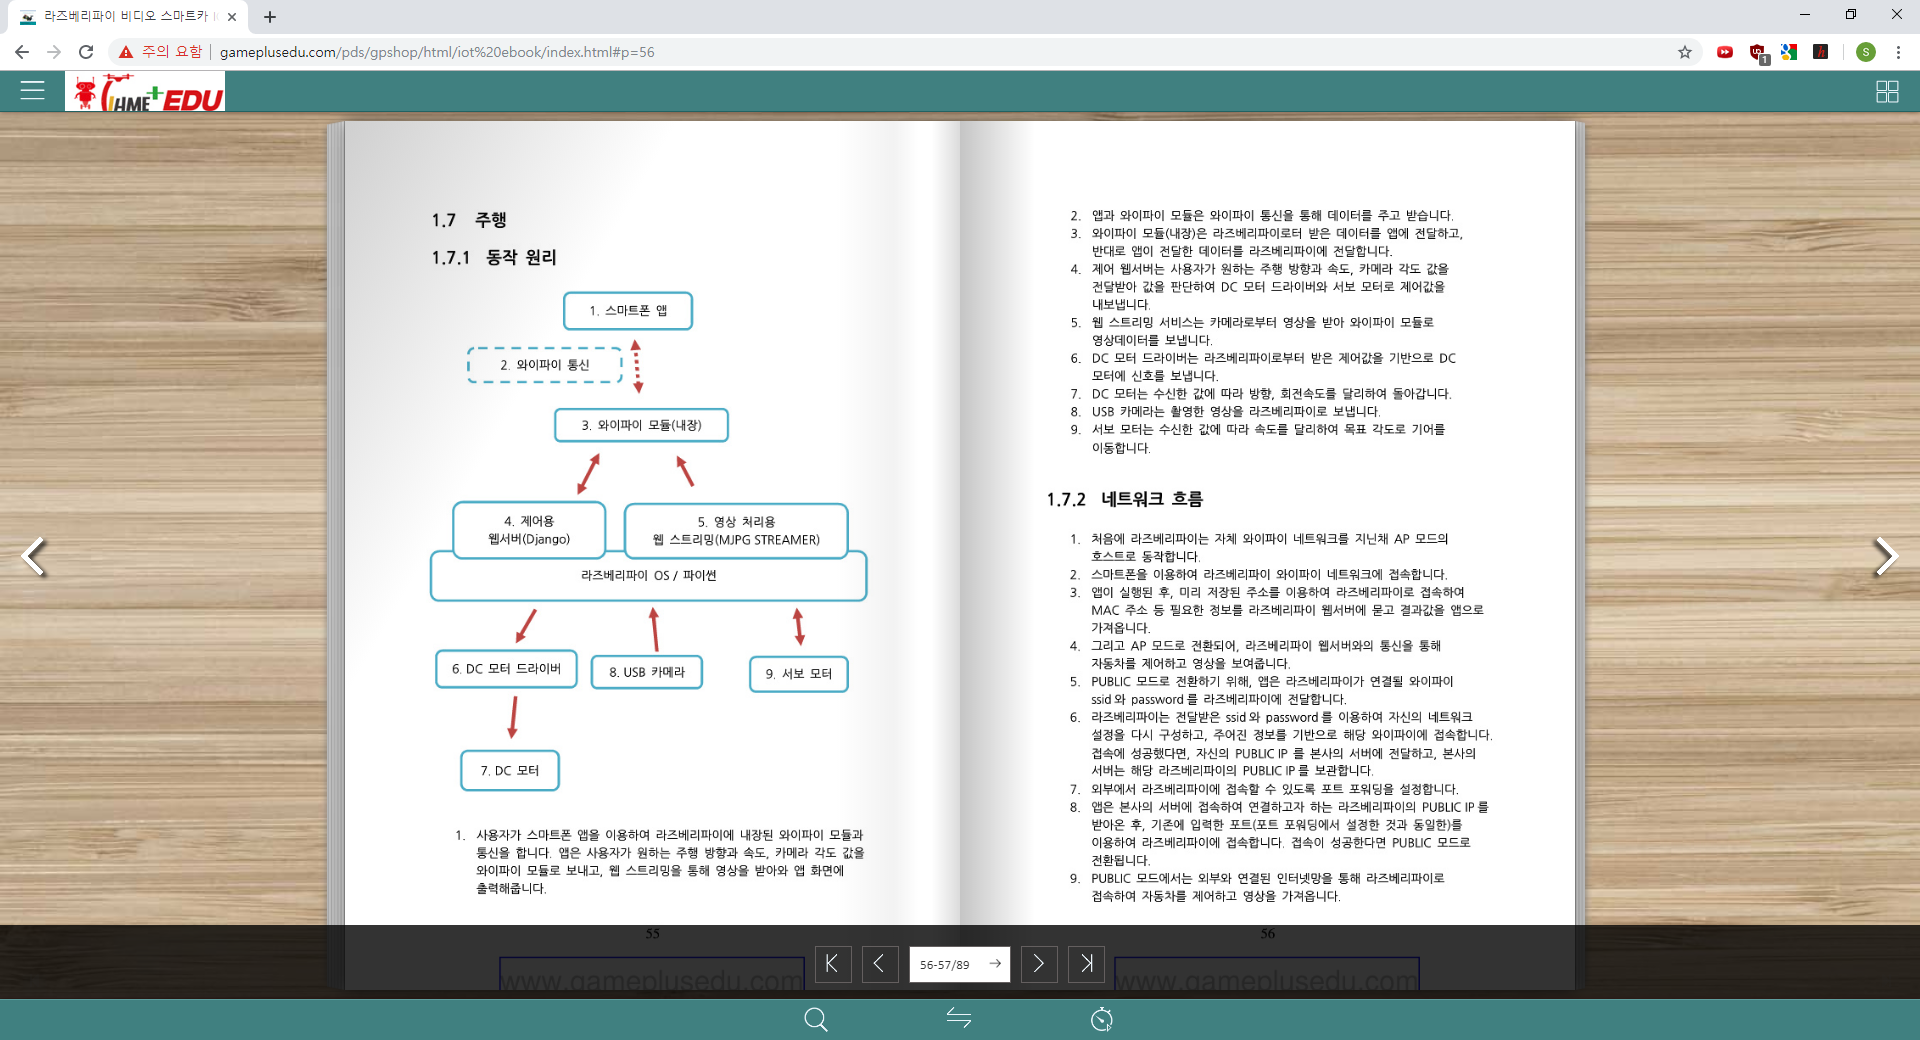 라즈베리파이 비디오 스마트카
주의 요함
gameplusedu.com/pds/gpshop/html/iot%20ebook/index.html#p=56
S
1
GAME+EDU
1.7 주행
1.7.1 동작 원리
1. 스마트폰 앱
2. 와이파이 통신
3. 와이파이 모듈(내장)
4. 제어용
웹서버(Django)
5. 영상 처리용
웹 스트리밍(MJPG STREAMER)
라즈베리파이 OS / 파이썬
6. DC 모터 드라이버
8. USB 카메라
9. 서보 모터
7. DC 모터
1. 사용자가 스마트폰 앱을 이용하여 라즈베리파이에 내장된 와이파이 모듈과
통신을 합니다. 앱은 사용자가 원하는 주행 방향과 속도, 카메라 각도 값을
와이파이 모듈로 보내고, 웹 스트리밍을 통해 영상을 받아와 앱 화면에
출력해줍니다.
55
www.gameplusedu.com
2. 앱과 와이파이 모듈은 와이파이 통신을 통해 데이터를 주고 받습니다.
3. 와이파이 모듈(내장)은 라즈베리파이로터 받은 데이터를 앱에 전달하고,
반대로 앱이 전달한 데이터를 라즈베리파이에 전달합니다.
4. 제어 웹서버는 사용자가 원하는 주행 방향과 속도, 카메라 각도 값을
전달받아 값을 판단하여 DC 모터 드라이버와 서보 모터로 제어값을
내보냅니다.
5. 웹 스트리밍 서비스는 카메라로부터 영상을 받아 와이파이 모듈로
영상데이터를 보냅니다.
6. DC 모터 드라이버는 라즈베리파이로부터 받은 제어값을 기반으로 DC
모터에 신호를 보냅니다.
7. DC 모터는 수신한 값에 따라 방향, 회전속도를 달리하여 돌아갑니다.
8. USB 카메라는 촬영한 영상을 라즈베리파이로 보냅니다.
9. 서보 모터는 수신한 값에 따라 속도를 달리하여 목표 각도로 기어를
이동합니다.
1.7.2 네트워크 흐름
1. 처음에 라즈베리파이는 자체 와이파이 네트워크를 지닌채 AP 모드의
호스트로 동작합니다.
2. 스마트폰을 이용하여 라즈베리파이 와이파이 네트워크에 접속합니다.
3. 앱이 실행된 후, 미리 저장된 주소를 이용하여 라즈베리파이로 접속하여
MAC 주소 등 필요한 정보를 라즈베리파이 웹서버에 묻고 결과값을 앱으로
가져옵니다.
4. 그리고 AP 모드로 전환되어, 라즈베리파이 웹서버와의 통신을 통해
자동차를 제어하고 영상을 보여줍니다.
5. PUBLIC 모드로 전환하기 위해, 앱은 라즈베리파이가 연결될 와이파이
ssid 와 password 를 라즈베리파이에 전달합니다.
6. 라즈베리파이는 전달받은 ssid 와 password 를 이용하여 자신의 네트워크
설정을 다시 구성하고, 주어진 정보를 기반으로 해당 와이파이에 접속합니다.
접속에 성공했다면, 자신의 PUBLIC IP 를 본사의 서버에 전달하고, 본사의
서버는 해당 라즈베리파이의 PUBLIC IP 를 보관합니다.
7. 외부에서 라즈베리파이에 접속할 수 있도록 포트 포워딩을 설정합니다.
8. 앱은 본사의 서버에 접속하여 연결하고자 하는 라즈베리파이의 PUBLIC IP 를
받아온 후, 기존에 입력한 포트(포트 포워딩에서 설정한 것과 동일한)를
이용하여 라즈베리파이에 접속합니다. 접속이 성공한다면 PUBLIC 모드로
전환됩니다.
9. PUBLIC 모드에서는 외부와 연결된 인터넷망을 통해 라즈베리파이로
접속하여 자동차를 제어하고 영상을 가져옵니다.
56
www.gameplusedu.com
56-57/89